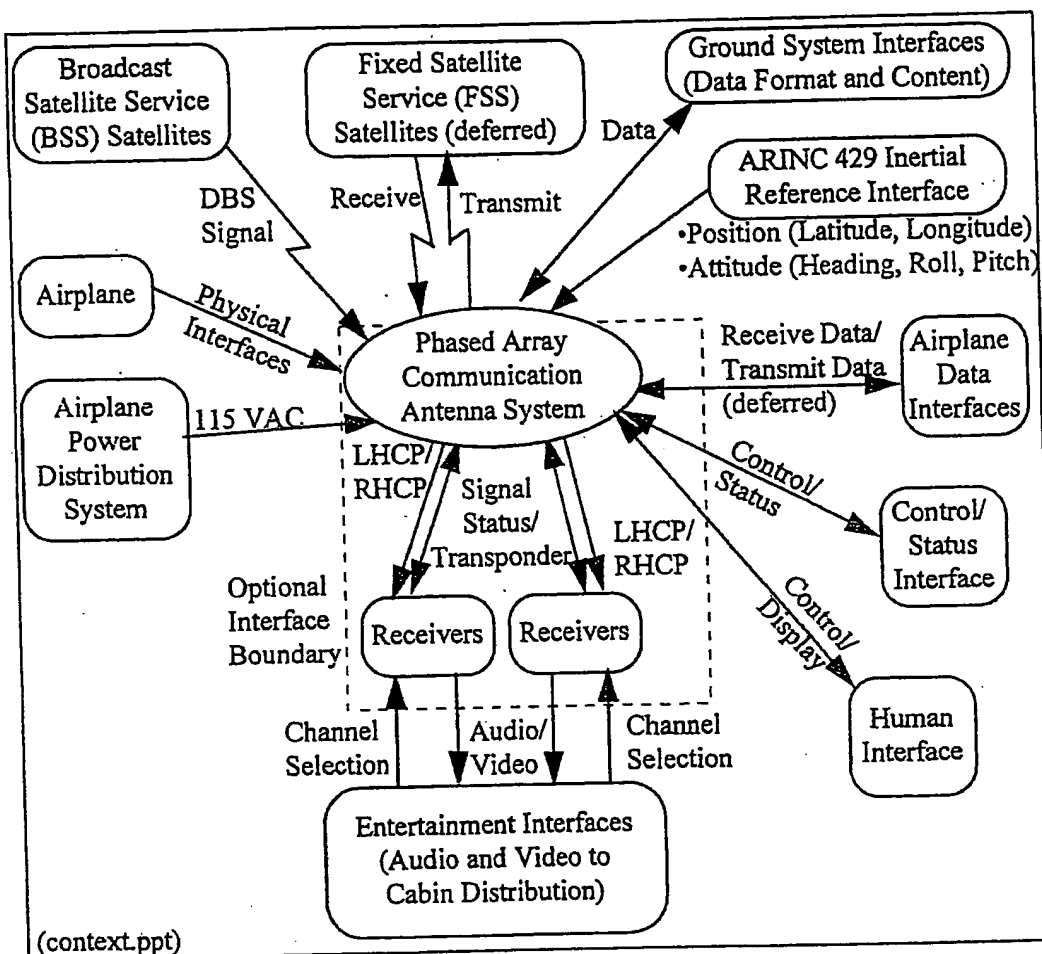 Broadcast
Satellite Service
(BSS) Satellites
Fixed Satellite
Service (FSS)
Satellites (deferred)
Ground System Interfaces
(Data Format and Content)
Data
ARINC 429 Inertial
Reference Interface
•Position (Latitude, Longitude)
•Attitude (Heading, Roll, Pitch)
DBS
Signal
Receive
Transmit
Airplane
Physical
Interfaces
Phased Array
Communication
Antenna System
Receive Data/
Transmit Data
(deferred)
Airplane
Data
Interfaces
Airplane
Power
Distribution
System
115 VAC
LHCP/
RHCP
Signal
Status/
Transponder
LHCP/
RHCP
Control/
Status
Control/
Status
Interface
Optional
Interface
Boundary
Receivers
Receivers
Control/
Display
Human
Interface
Channel
Selection
Audio/
Video
Channel
Selection
Entertainment Interfaces
(Audio and Video to
Cabin Distribution)
(context.ppt)